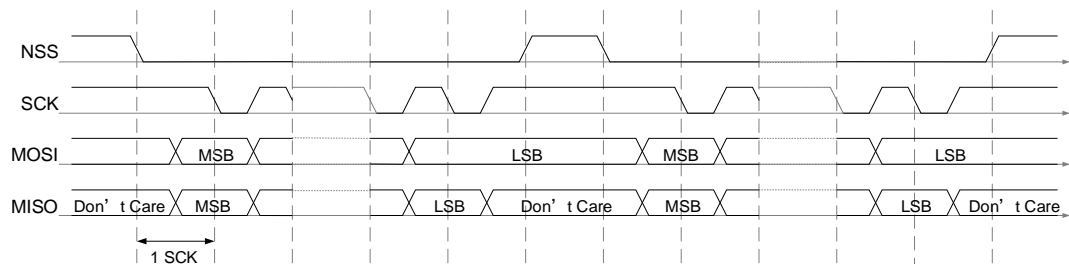 NSS
SCK
MOSI MSB LSB MSB LSB
MISO Don’t Care MSB LSB Don’t Care MSB LSB Don’t Care
1 SCK